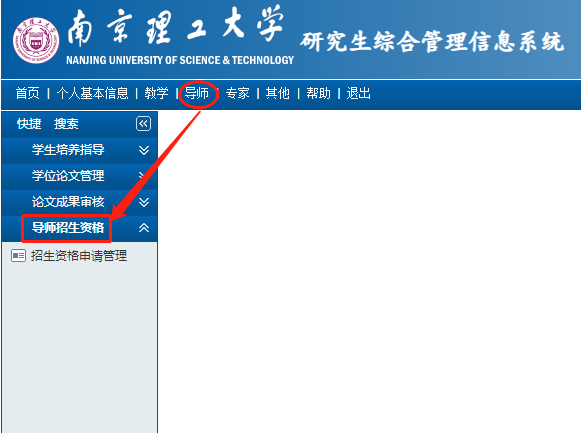 南京理工大学
NANJING UNIVERSITY OF SCIENCE & TECHNOLOGY
研究生综合管理信息系统
首页 | 个人基本信息 | 教学 | 导师 | 专家 | 其他 | 帮助 | 退出
快捷 搜索
学生培养指导
学位论文管理
论文成果审核
导师招生资格
招生资格申请管理